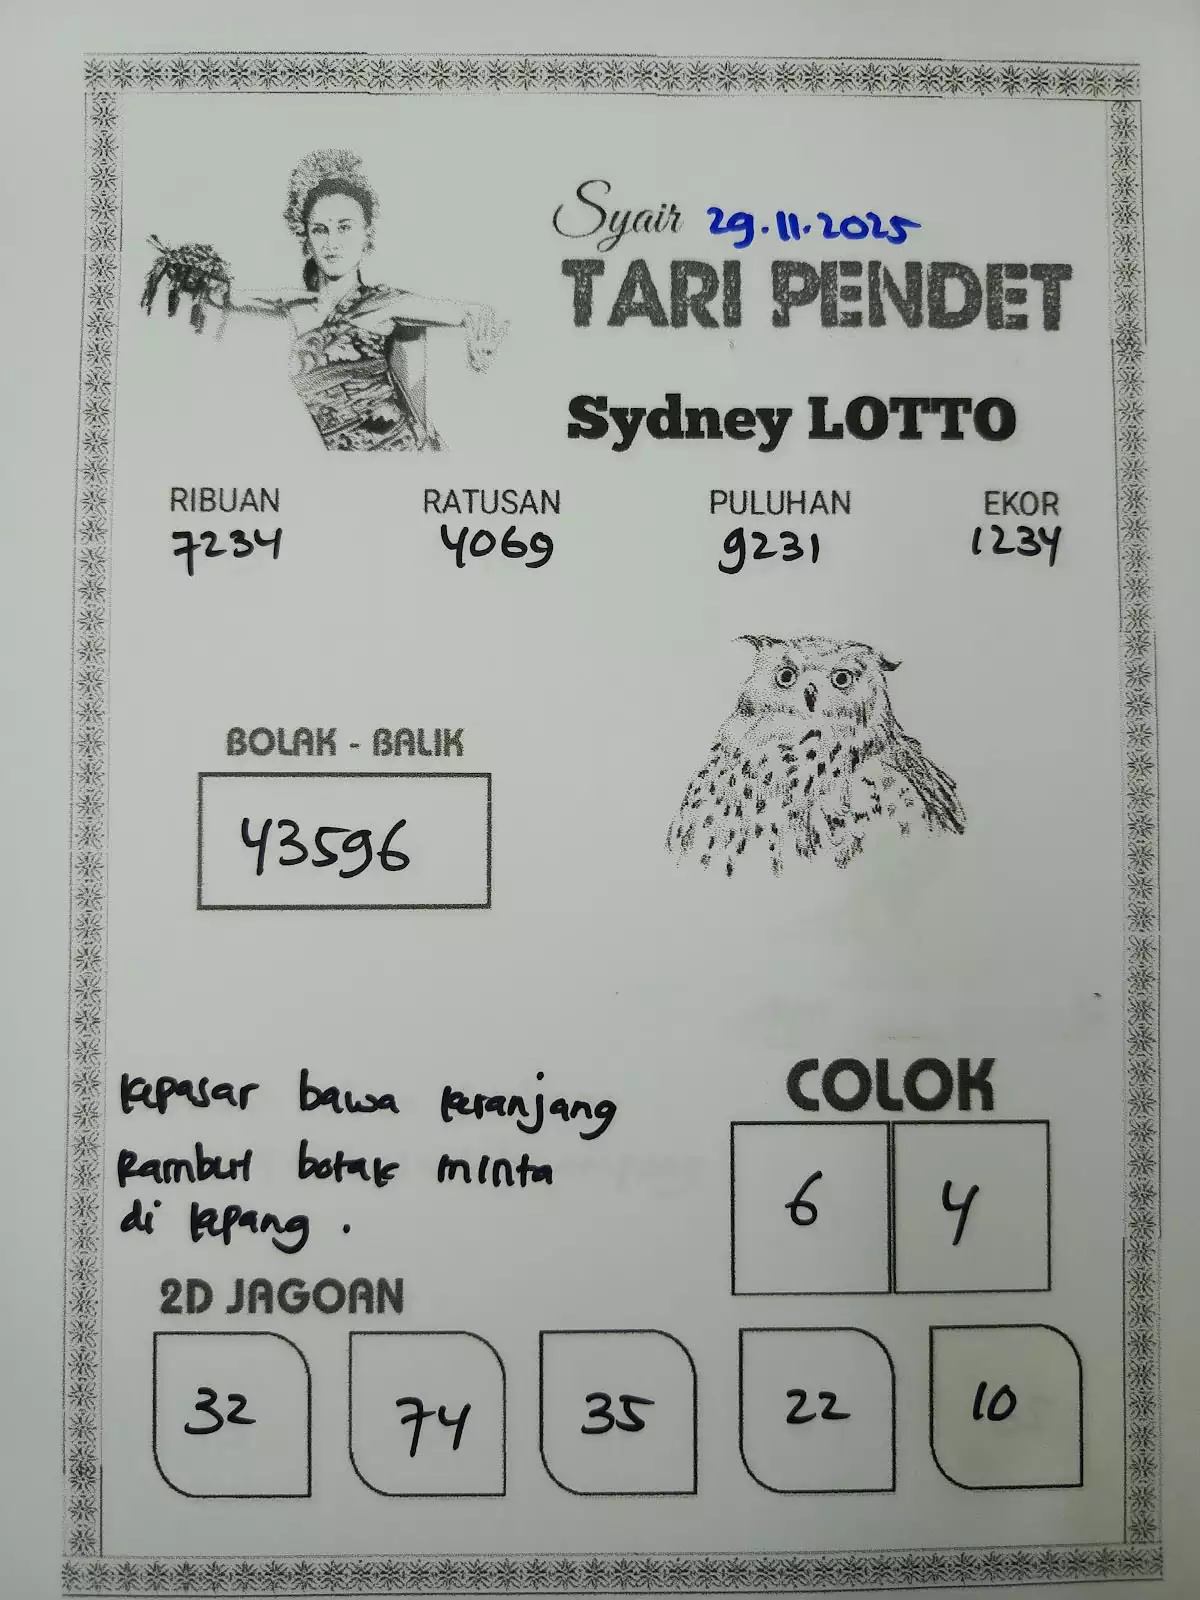 Syair 29.11.2025
TARI PENDET
Sydney LOTTO
RIBUAN RATUSAN PULUHAN EKOR
7234 4069 9231 1234
BOLAK - BALIK
43596
kepasar bawa keranjang
Rambut botak minta
di kepang.
COLOK
6 4
2D JAGOAN
32 74 35 22 10